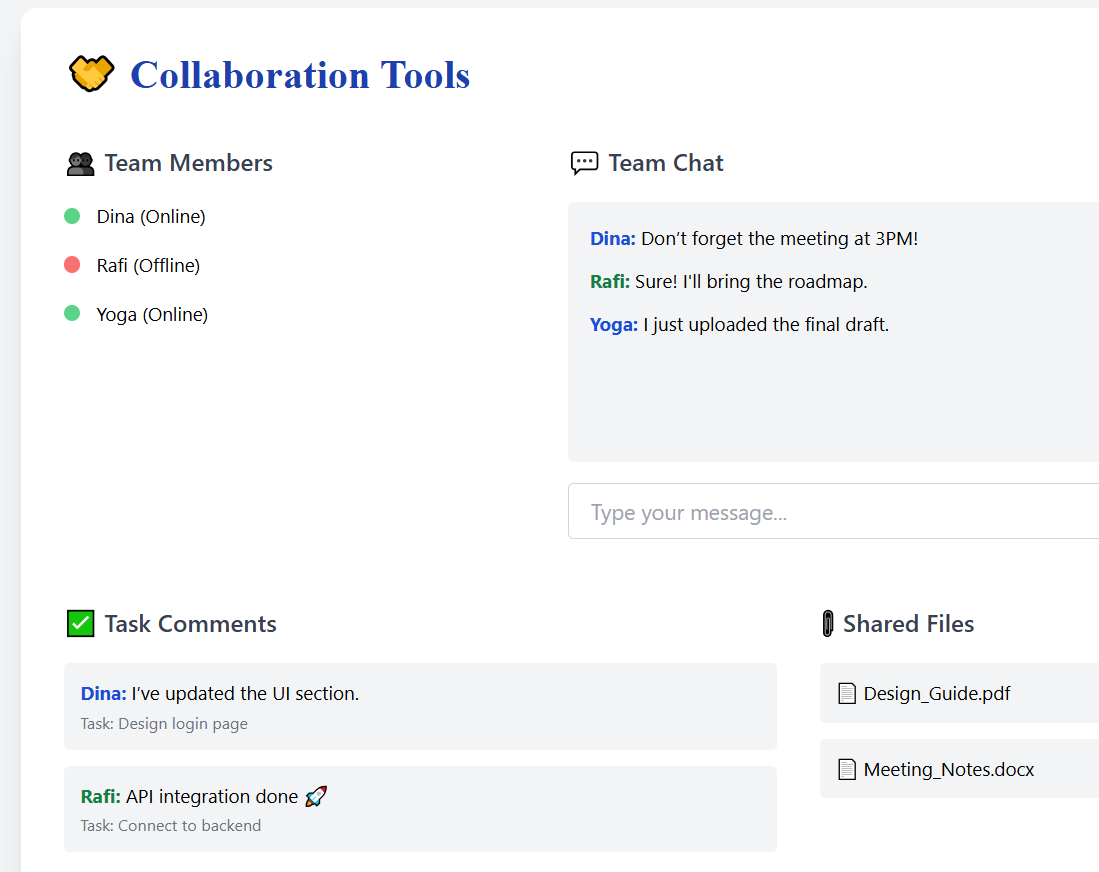 Collaboration Tools
Team Members
Dina (Online)
Rafi (Offline)
Yoga (Online)
Team Chat
Dina: Don’t forget the meeting at 3PM!
Rafi: Sure! I'll bring the roadmap.
Yoga: I just uploaded the final draft.
Type your message...
Task Comments
Dina: I’ve updated the UI section.
Task: Design login page
Rafi: API integration done 🚀
Task: Connect to backend
Shared Files
Design_Guide.pdf
Meeting_Notes.docx